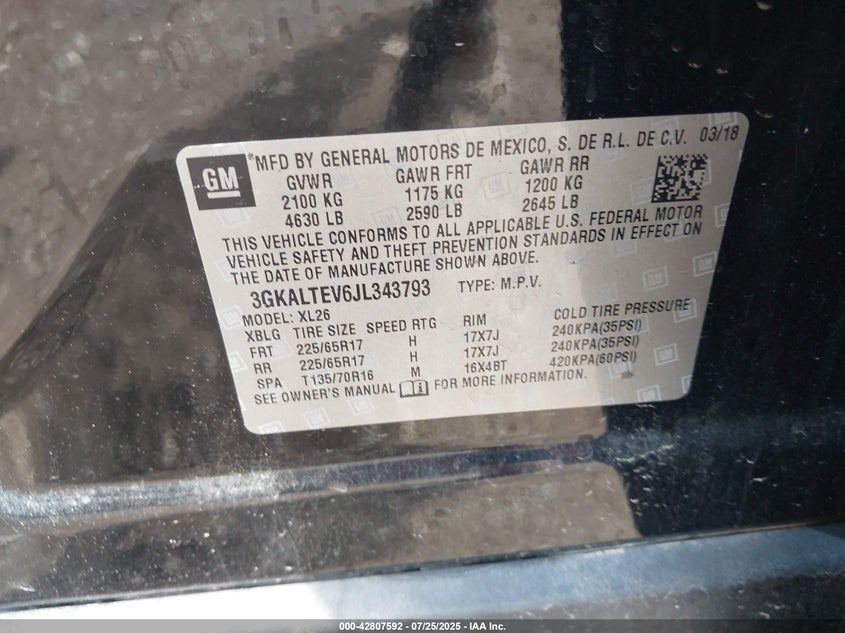 GM
®MFD BY GENERAL MOTORS DE MEXICO, S. DE R.L. DE C.V. 03/18
GVWR GAWR FRT GAWR RR
2100 KG 1175 KG 1200 KG
4630 LB 2590 LB 2645 LB
THIS VEHICLE CONFORMS TO ALL APPLICABLE U.S. FEDERAL MOTOR
VEHICLE SAFETY AND THEFT PREVENTION STANDARDS IN EFFECT ON
THE DATE OF MANUFACTURE SHOWN ABOVE.
3GKALTEV6JL343793 TYPE: M.P.V.
MODEL: XL26
XBLG TIRE SIZE SPEED RTG RIM COLD TIRE PRESSURE
FRT 225/65R17 H 17X7J 240KPA(35PSI)
RR 225/65R17 H 17X7J 240KPA(35PSI)
SPA T135/70R16 M 16X4BT 420KPA(60PSI)
SEE OWNER'S MANUAL FOR MORE INFORMATION.
000-42807592 - 07/25/2025 - IAA Inc.